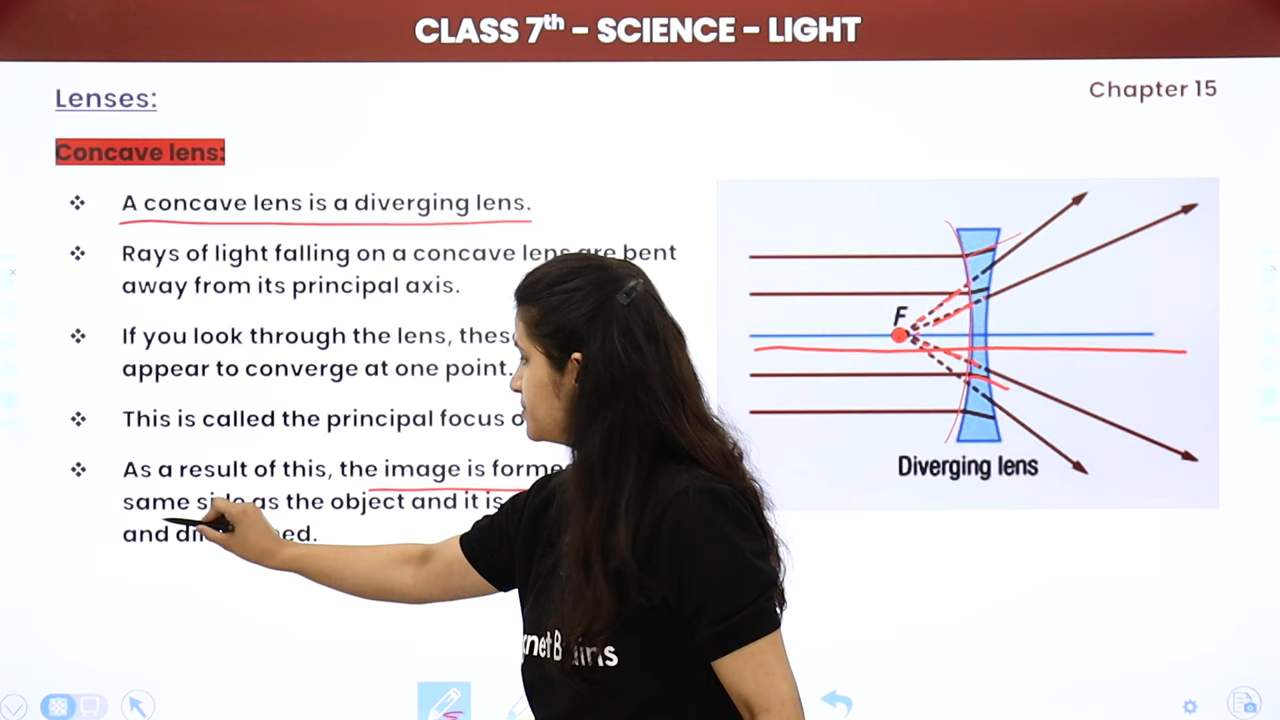 CLASS 7th - SCIENCE - LIGHT
Lenses:
Chapter 15
Concave lens:
A concave lens is a diverging lens.
Rays of light falling on a concave lens are bent
away from its principal axis.
If you look through the lens,
appear to converge at one point.
This is called the principal focus
As a result of this, the image is
same side as the object and it is
and
F
Diverging lens